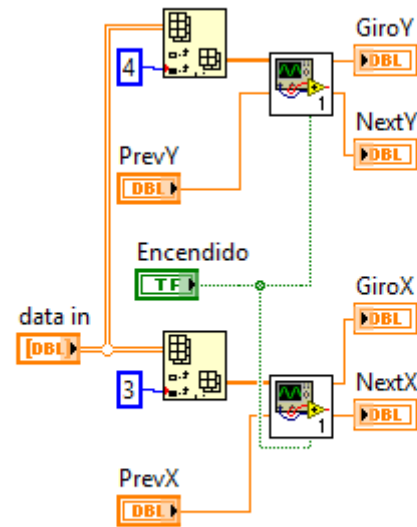 GiroY
DBL
4
1
NextY
DBL
PrevY
DBL
Encendido
TF
GiroX
DBL
data in
[DBL]
NextX
DBL
3
1
PrevX
DBL